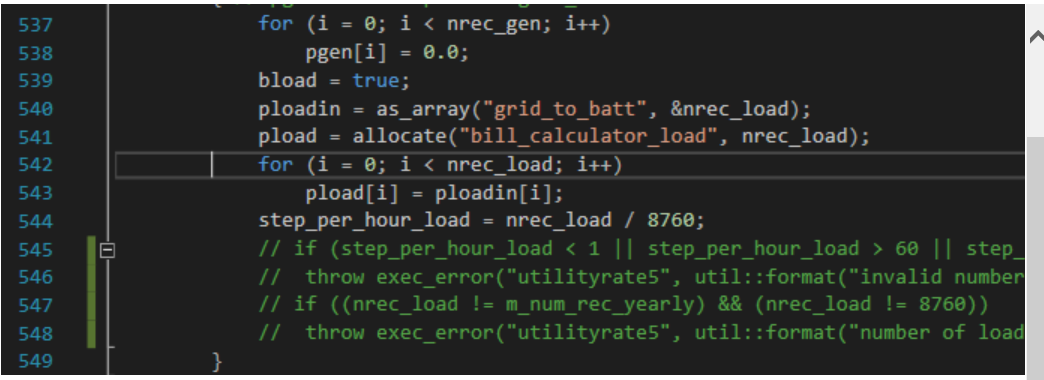 537 for (i = 0; i < nrec_gen; i++)
538 pgen[i] = 0.0;
539 bload = true;
540 ploadin = as_array("grid_to_batt", &nrec_load);
541 pload = allocate("bill_calculator_load", nrec_load);
542 for (i = 0; i < nrec_load; i++)
543 pload[i] = ploadin[i];
544 step_per_hour_load = nrec_load / 8760;
545 // if (step_per_hour_load < 1 || step_per_hour_load > 60 || step_
546 // throw exec_error("utilityrate5", util::format("invalid number
547 // if ((nrec_load != m_num_rec_yearly) && (nrec_load != 8760))
548 // throw exec_error("utilityrate5", util::format("number of load
549 }